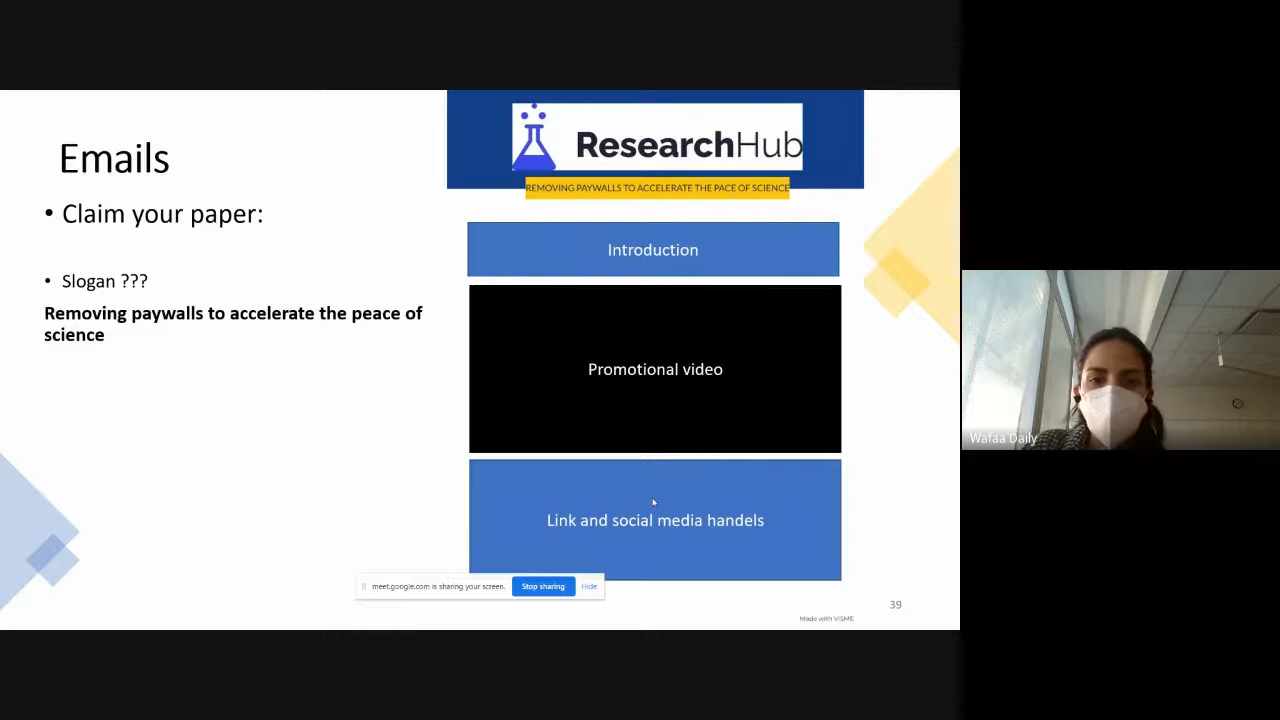 Emails
• Claim your paper:
• Slogan ???
Removing paywalls to accelerate the peace of
science
ResearchHub
REMOVING PAYWALLS TO ACCELERATE THE PACE OF SCIENCE
Introduction
Promotional video
Link and social media handels
meet.google.com is sharing your screen.
Stop sharing
Hide
39
Made with VISME
Wafaa Daily